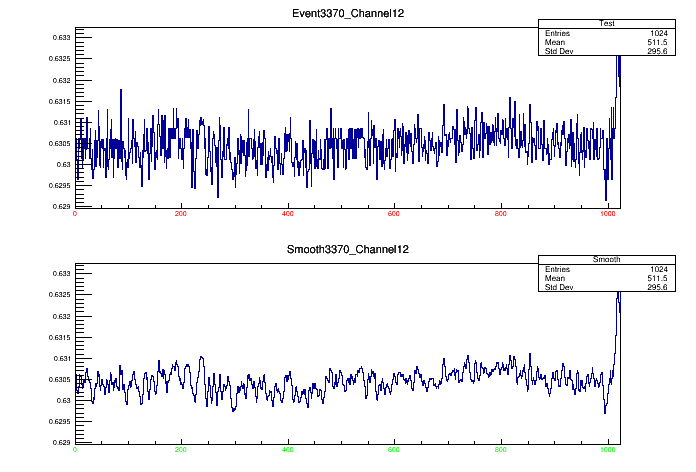 Event3370_Channel12
Test
Entries 1024
Mean 511.5
Std Dev 295.6
0.633
0.6325
0.632
0.6315
0.631
0.6305
0.63
0.6295
0.629
0 200 400 600 800 1000
Smooth3370_Channel12
Smooth
Entries 1024
Mean 511.5
Std Dev 295.6
0.633
0.6325
0.632
0.6315
0.631
0.6305
0.63
0.6295
0.629
0 200 400 600 800 1000